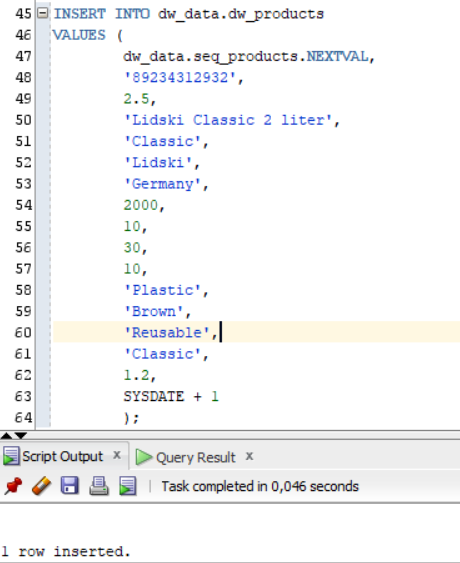 45 INSERT INTO dw_data.dw_products
46 VALUES (
47 dw_data.seq_products.NEXTVAL,
48 '89234312932',
49 2.5,
50 'Lidski Classic 2 liter',
51 'Classic',
52 'Lidski',
53 'Germany',
54 2000,
55 10,
56 30,
57 10,
58 'Plastic',
59 'Brown',
60 'Reusable',
61 'Classic',
62 1.2,
63 SYSDATE + 1
64 );
Script Output x Query Result x
Task completed in 0,046 seconds
1 row inserted.